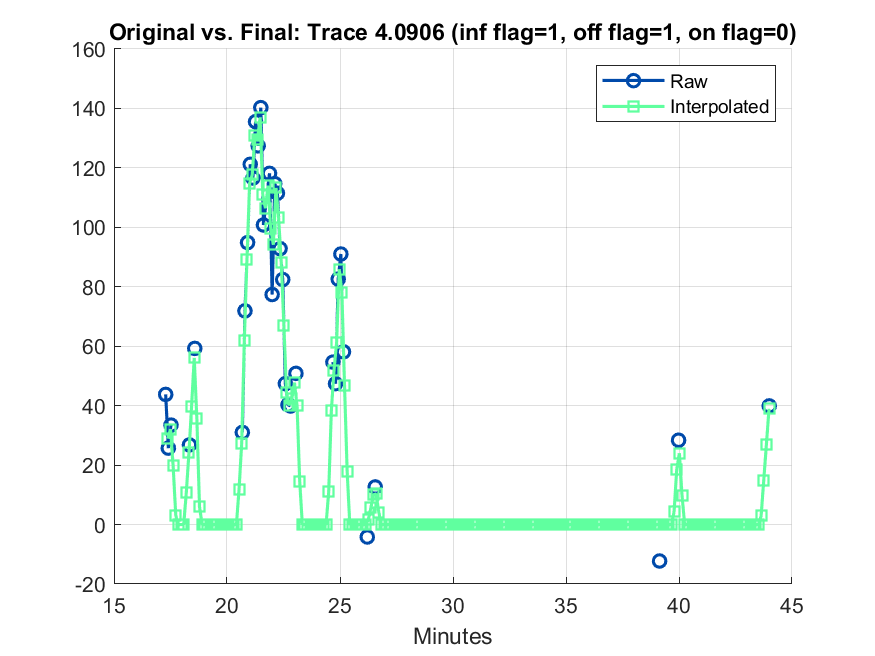 Original vs. Final: Trace 4.0906 (inf flag=1, off flag=1, on flag=0)
160
140
120
100
80
60
40
20
0
-20
Raw
Interpolated
15 20 25 30 35 40 45
Minutes